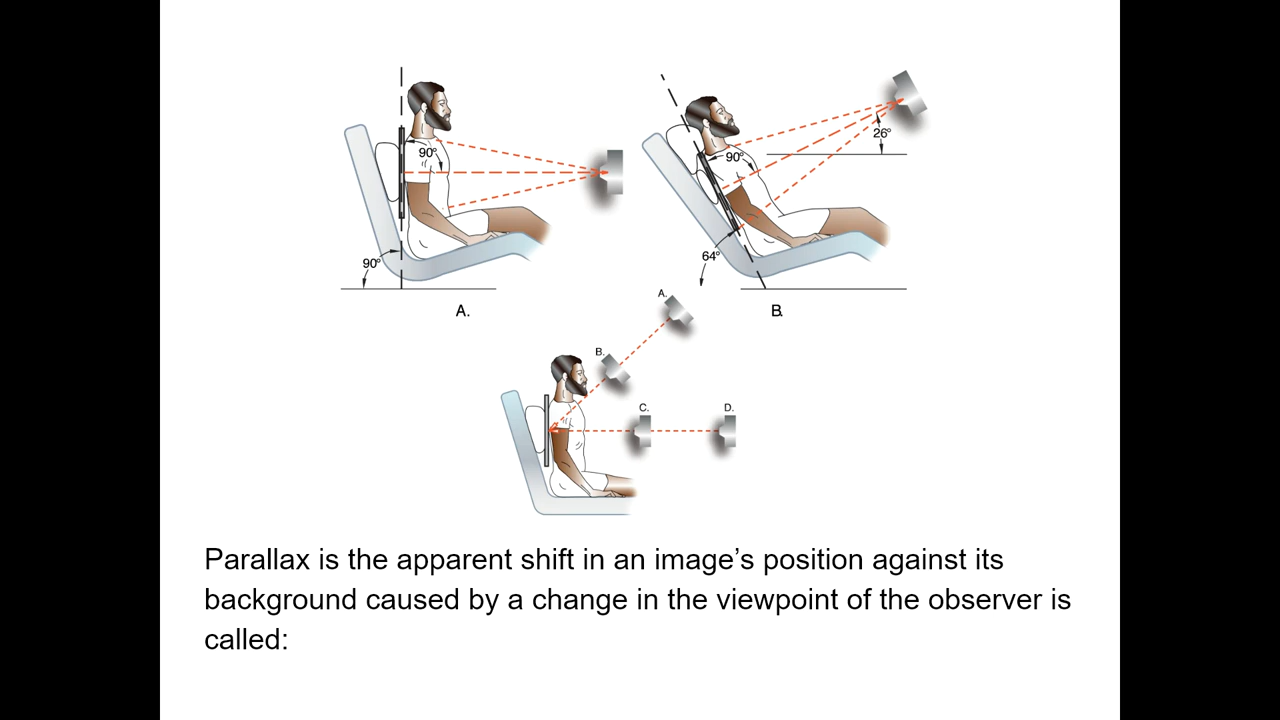 90°
90°
A.
90°
26°
64°
B.
A.
B.
C.
D.
Parallax is the apparent shift in an image’s position against its
background caused by a change in the viewpoint of the observer is
called: